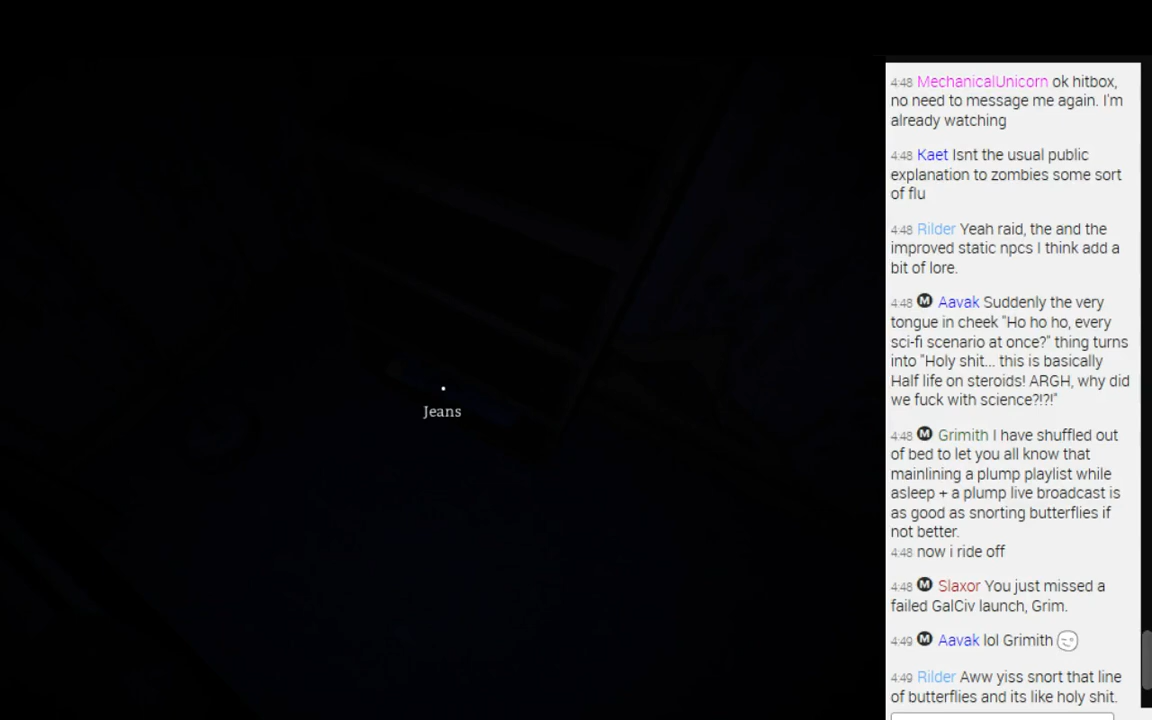 Jeans
4:48 MechanicalUnicorn ok hitbox,
no need to message me again. I'm
already watching
4:48 Kaet Isnt the usual public
explanation to zombies some sort
of flu
4:48 Rilder Yeah raid, the and the
improved static npcs I think add a
bit of lore.
4:48 M Aavak Suddenly the very
tongue in cheek "Ho ho ho, every
sci-fi scenario at once?" thing turns
into "Holy shit... this is basically
Half life on steroids! ARGH, why did
we fuck with science?!?!"
4:48 M Grimith I have shuffled out
of bed to let you all know that
mainlining a plump playlist while
asleep + a plump live broadcast is
as good as snorting butterflies if
not better.
4:48 now i ride off
4:48 M Slaxor You just missed a
failed GalCiv launch, Grim.
4:49 M Aavak lol Grimith
4:49 Rilder Aww yiss snort that line
of butterflies and its like holy shit.